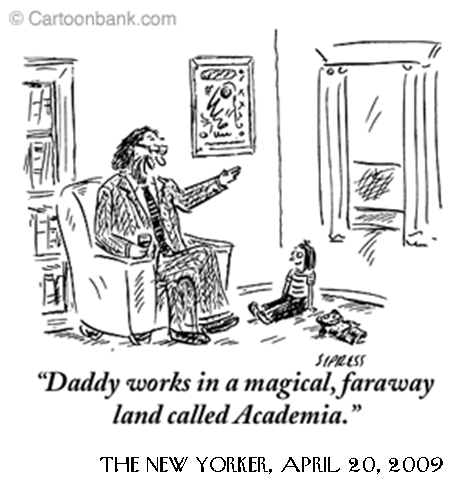 © Cartoonbank.com
SIPRESS
“Daddy works in a magical, faraway
land called Academia.”
THE NEW YORKER, APRIL 20, 2009